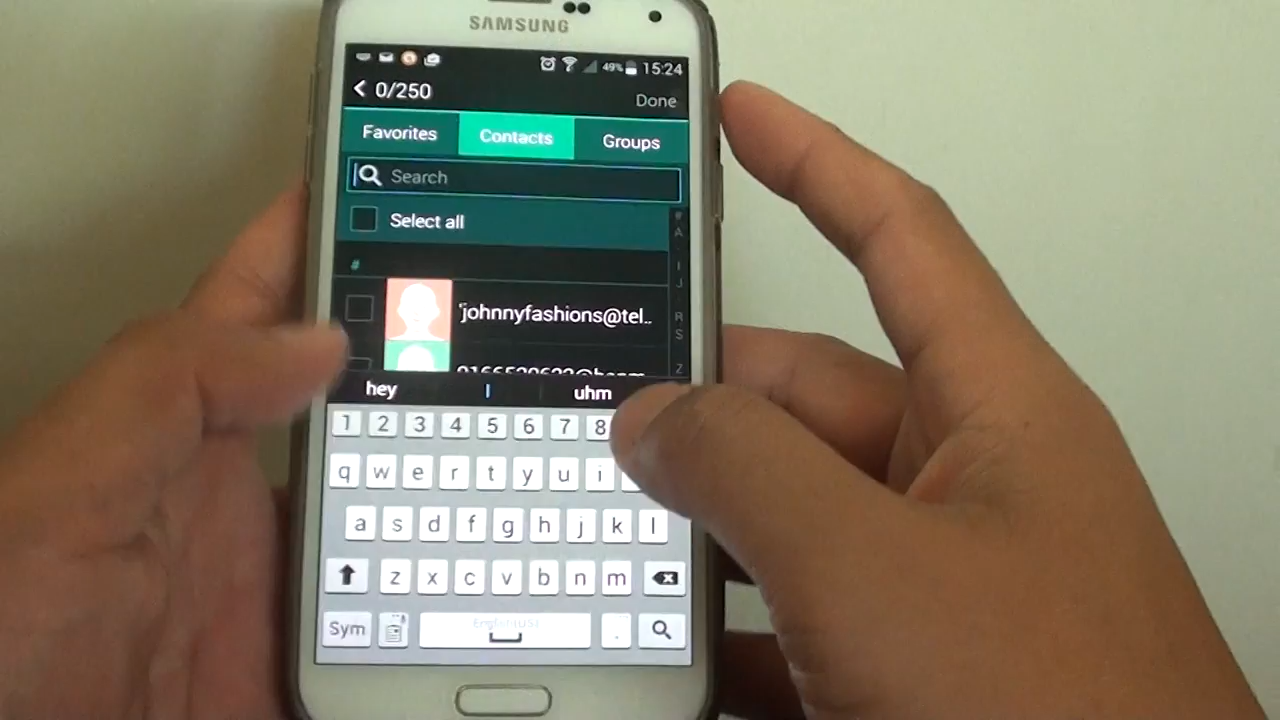 SAMSUNG
49% 15:24
0/250
Done
Favorites Contacts Groups
Search
Select all
#
'johnnyfashions@tel..
hey I uhm
1 2 3 4 5 6 7 8
q w e r t y u i
a s d f g h j k l
z x c v b n m
Sym English(US) .
#
A
I
J
R
S
Z